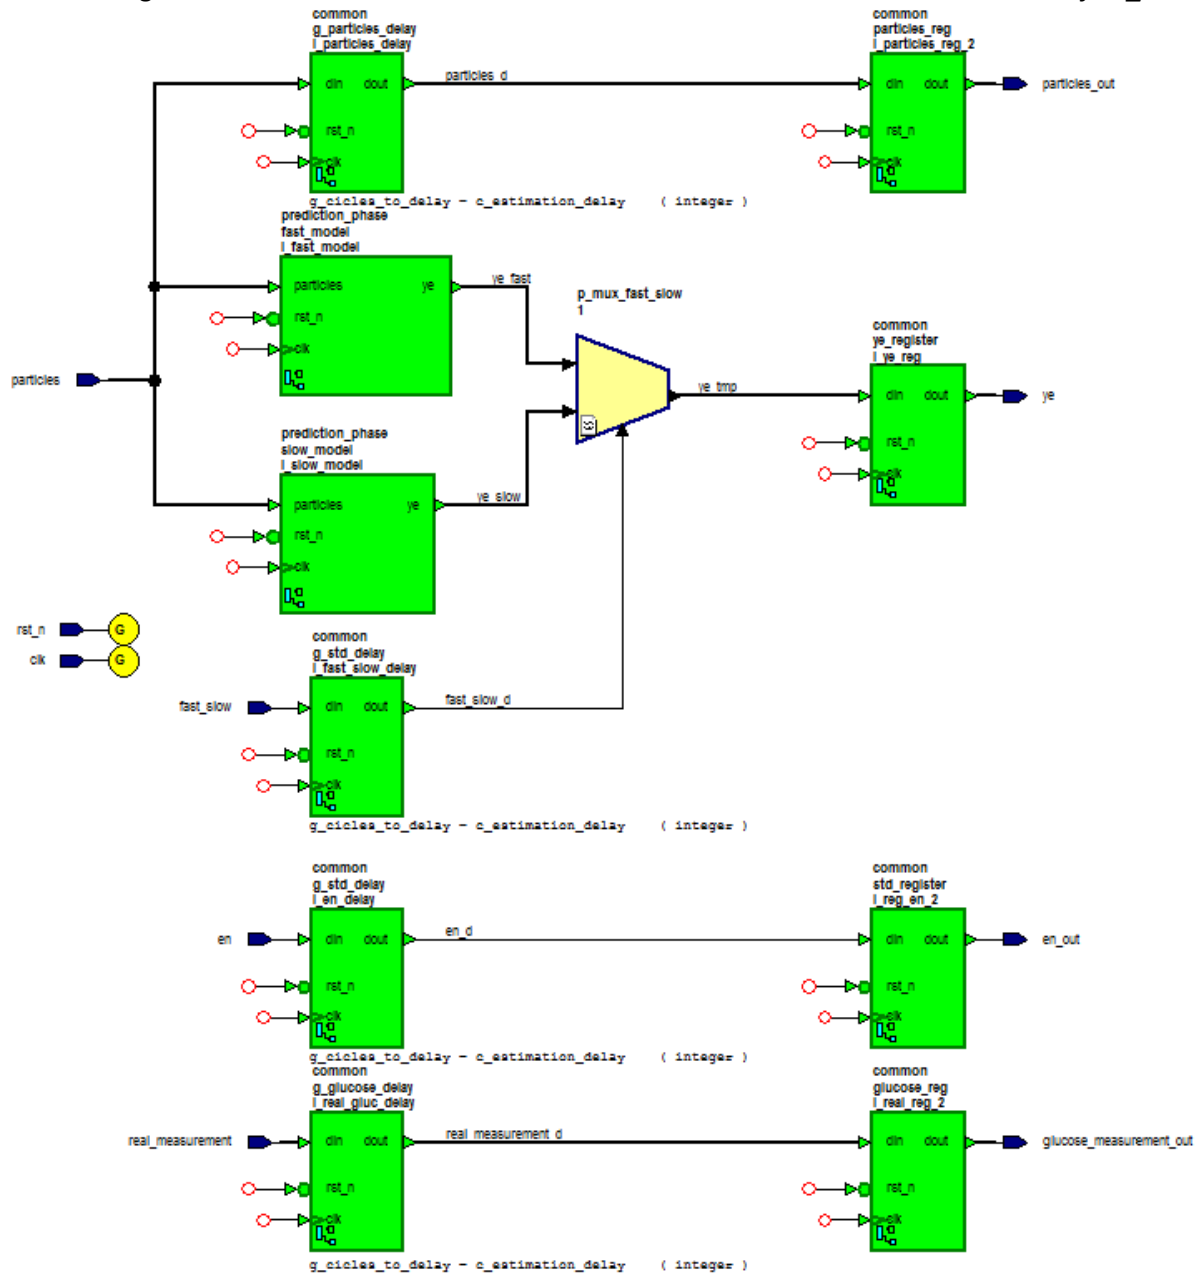 common
g_particles_delay
I_particles_delay
din dout
rst_n
clk
particles_d
common
particles_reg
I_particles_reg_2
din dout
rst_n
clk
particles_out
g_cicles_to_delay - c_estimation_delay ( integer )
prediction_phase
fast_model
I_fast_model
particles ye
rst_n
clk
ye_fast
p_mux_fast_slow
1
particles
ye_tmp
common
ye_register
I_ye_reg
din dout
rst_n
clk
ye
prediction_phase
slow_model
I_slow_model
particles ye
rst_n
clk
ye_slow
rst_n
G
clk
G
common
g_std_delay
I_fast_slow_delay
fast_slow
din dout
rst_n
clk
fast_slow_d
g_cicles_to_delay - c_estimation_delay ( integer )
common
g_std_delay
I_en_delay
en
din dout
rst_n
clk
en_d
common
std_register
I_reg_en_2
din dout
rst_n
clk
en_out
g_cicles_to_delay - c_estimation_delay ( integer )
common
g_glucose_delay
I_real_gluc_delay
real_measurement
din dout
rst_n
clk
real_measurement_d
common
glucose_reg
I_real_reg_2
din dout
rst_n
clk
glucose_measurement_out
g_cicles_to_delay - c_estimation_delay ( integer )